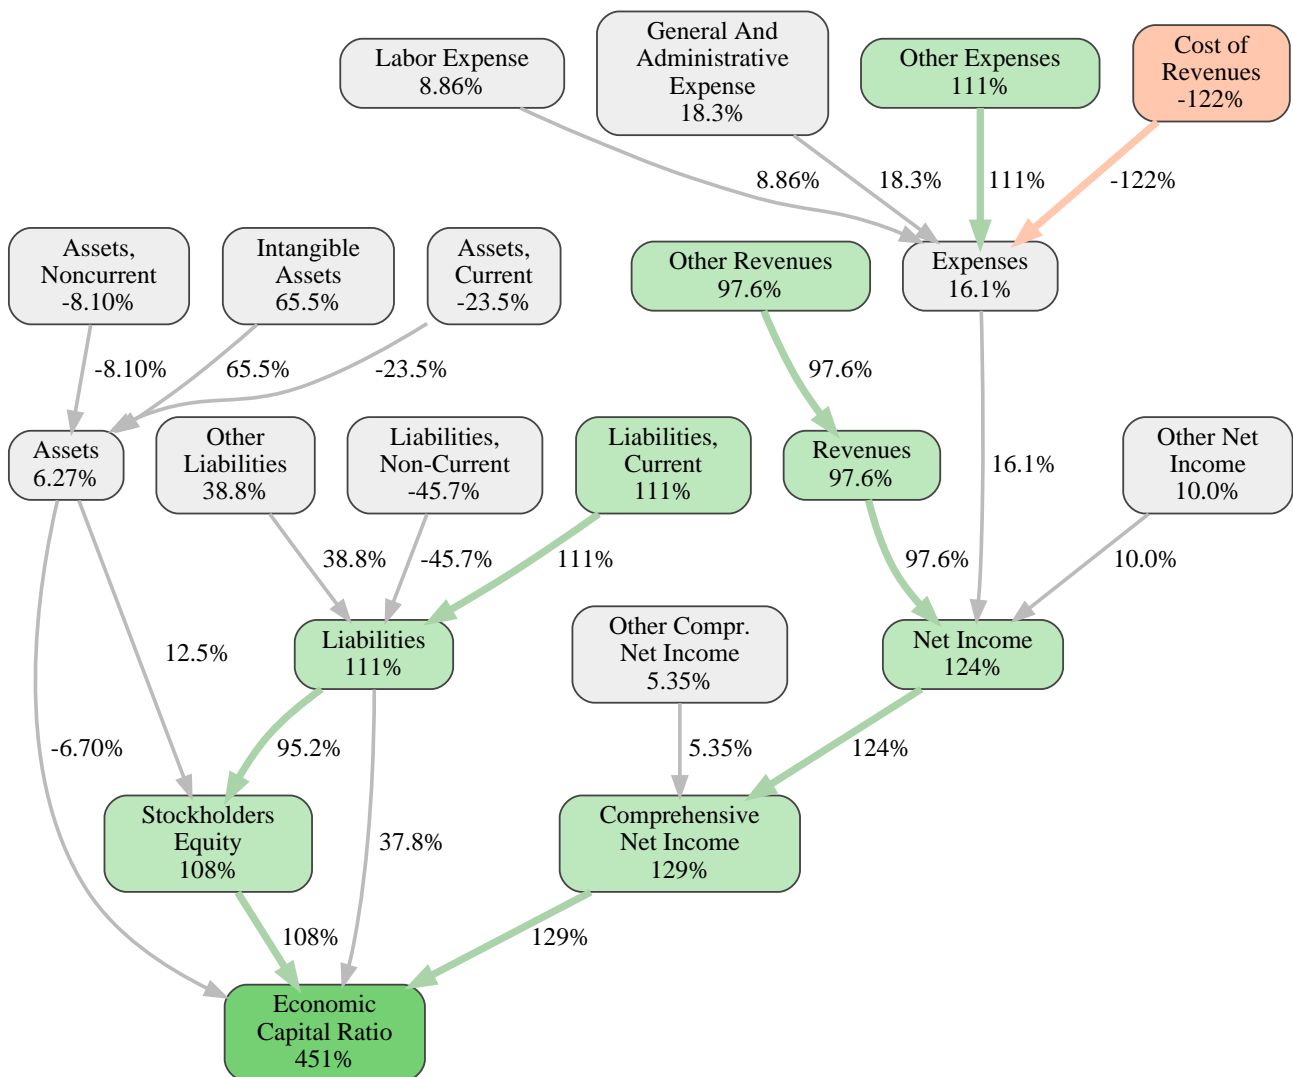 Labor Expense
8.86%
General And
Administrative
Expense
18.3%
Other Expenses
111%
Cost of
Revenues
-122%
8.86%
18.3%
111%
-122%
Assets,
Noncurrent
-8.10%
Intangible
Assets
65.5%
Assets,
Current
-23.5%
Other Revenues
97.6%
Expenses
16.1%
-8.10%
65.5%
-23.5%
97.6%
Assets
6.27%
Other
Liabilities
38.8%
Liabilities,
Non-Current
-45.7%
Liabilities,
Current
111%
Revenues
97.6%
16.1%
Other Net
Income
10.0%
38.8%
-45.7%
111%
97.6%
10.0%
12.5%
Liabilities
111%
Other Compr.
Net Income
5.35%
Net Income
124%
-6.70%
95.2%
5.35%
124%
Stockholders
Equity
108%
37.8%
Comprehensive
Net Income
129%
108%
129%
Economic
Capital Ratio
451%